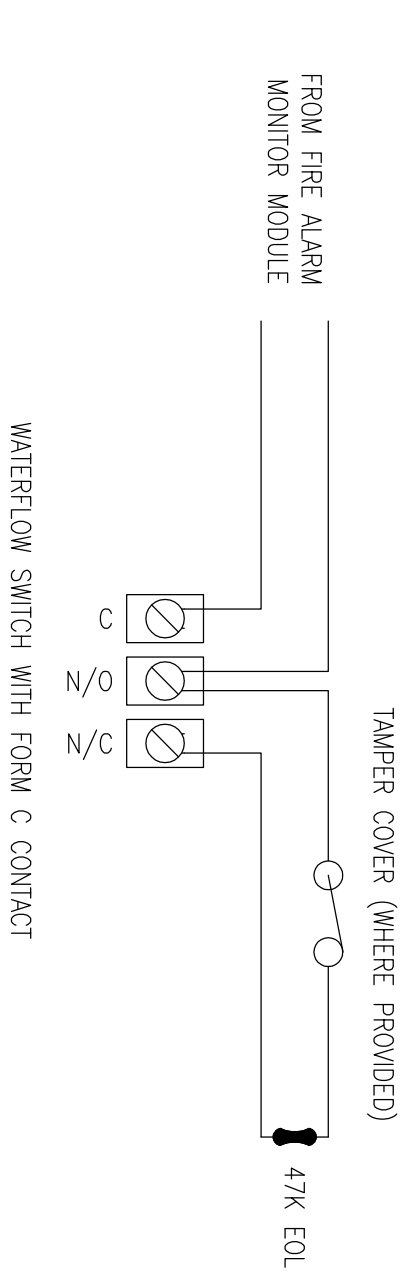 FROM FIRE ALARM
MONITOR MODULE
TAMPER COVER (WHERE PROVIDED)
47K EOL
C
N/O
N/C
WATERFLOW SWITCH WITH FORM C CONTACT